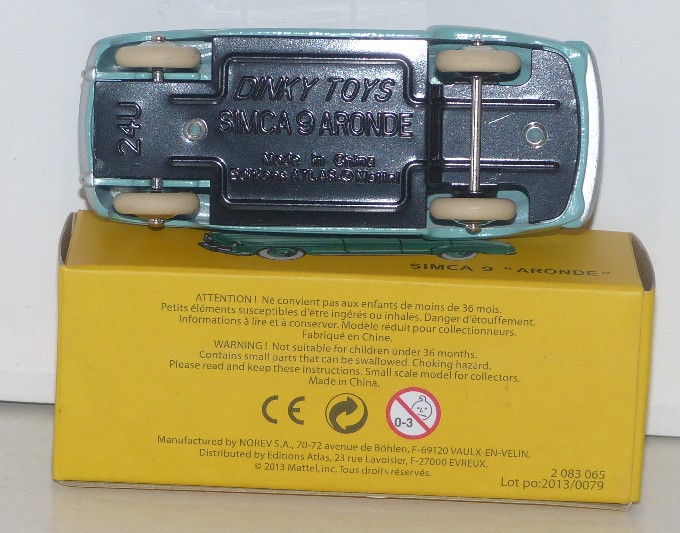 DINKY TOYS
24U
SIMCA 9 ARONDE
Made in China
Editions ATLAS © Mattel
SIMCA 9 "ARONDE"
ATTENTION ! Ne convient pas aux enfants de moins de 36 mois.
Petits éléments susceptibles d'être ingérés ou inhalés. Danger d'étouffement.
Informations à lire et à conserver. Modèle réduit pour collectionneurs.
Fabriqué en Chine.
WARNING ! Not suitable for children under 36 months.
Contains small parts that can be swallowed. Choking hazard.
Please read and keep these instructions. Small scale model for collectors.
Made in China.
CE
0-3
Manufactured by NOREV S.A., 70-72 avenue de Böhlen, F-69120 VAULX-EN-VELIN.
Distributed by Editions Atlas, 23 rue Lavoisier, F-27000 EVREUX.
© 2013 Mattel, inc. Tous droits réservés.
2 083 065
Lot po:2013/0079